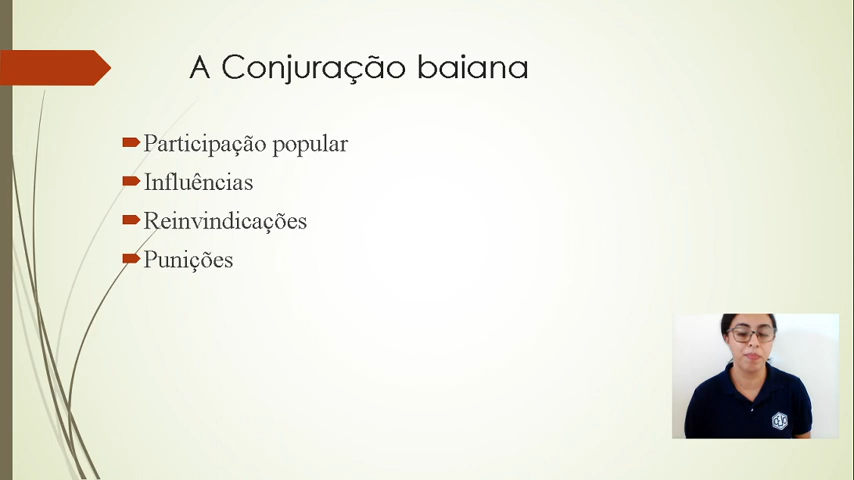 A Conjuração baiana
Participação popular
Influências
Reinvindicações
Punições